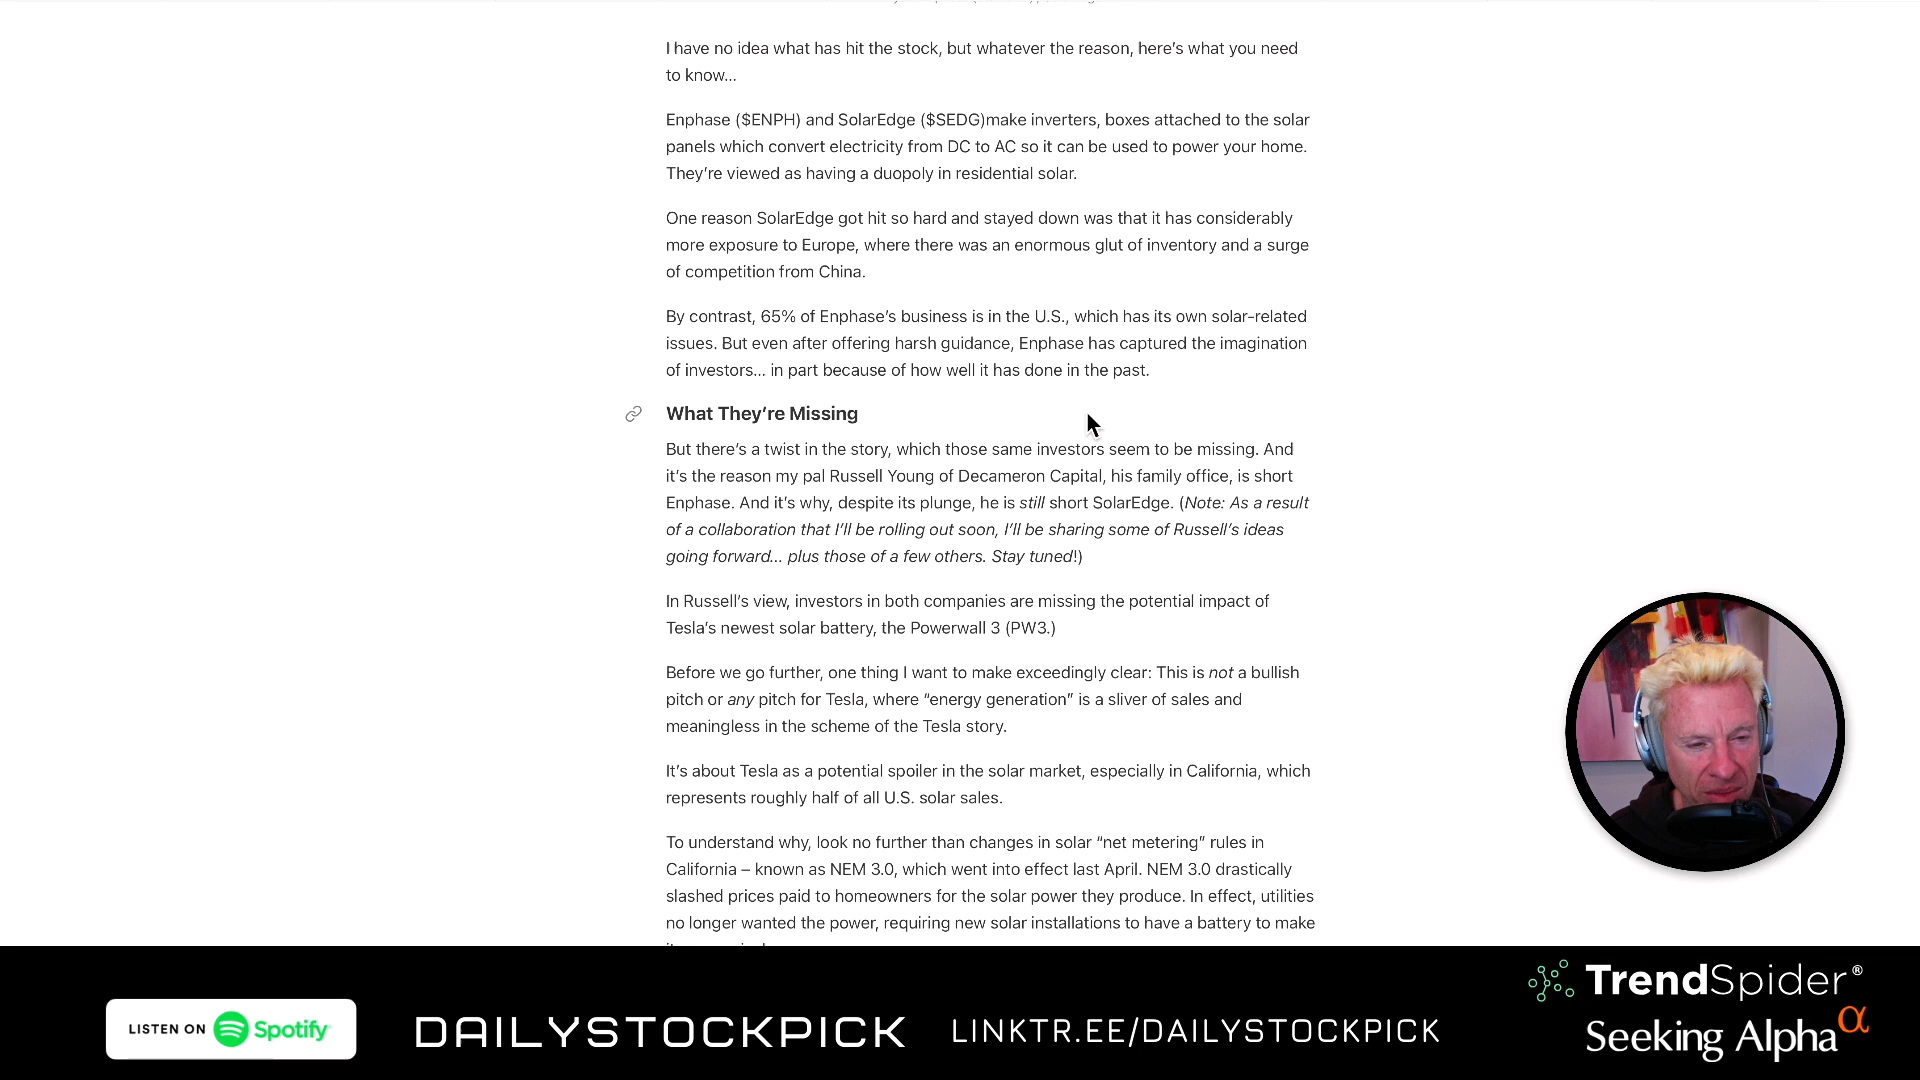 I have no idea what has hit the stock, but whatever the reason, here's what you need
to know...
Enphase ($ENPH) and SolarEdge ($SEDG)make inverters, boxes attached to the solar
panels which convert electricity from DC to AC so it can be used to power your home.
They're viewed as having a duopoly in residential solar.
One reason SolarEdge got hit so hard and stayed down was that it has considerably
more exposure to Europe, where there was an enormous glut of inventory and a surge
of competition from China.
By contrast, 65% of Enphase's business is in the U.S., which has its own solar-related
issues. But even after offering harsh guidance, Enphase has captured the imagination
of investors... in part because of how well it has done in the past.
What They're Missing
But there's a twist in the story, which those same investors seem to be missing. And
it's the reason my pal Russell Young of Decameron Capital, his family office, is short
Enphase. And it's why, despite its plunge, he is still short SolarEdge. (Note: As a result
of a collaboration that I'll be rolling out soon, I'll be sharing some of Russell's ideas
going forward... plus those of a few others. Stay tuned!)
In Russell's view, investors in both companies are missing the potential impact of
Tesla's newest solar battery, the Powerwall 3 (PW3.)
Before we go further, one thing I want to make exceedingly clear: This is not a bullish
pitch or any pitch for Tesla, where “energy generation” is a sliver of sales and
meaningless in the scheme of the Tesla story.
It's about Tesla as a potential spoiler in the solar market, especially in California, which
represents roughly half of all U.S. solar sales.
To understand why, look no further than changes in solar “net metering” rules in
California – known as NEM 3.0, which went into effect last April. NEM 3.0 drastically
slashed prices paid to homeowners for the solar power they produce. In effect, utilities
no longer wanted the power, requiring new solar installations to have a battery to make
LISTEN ON Spotify
DAILYSTOCKPICK
LINKTR.EE/DAILYSTOCKPICK
TrendSpider®
Seeking Alpha α